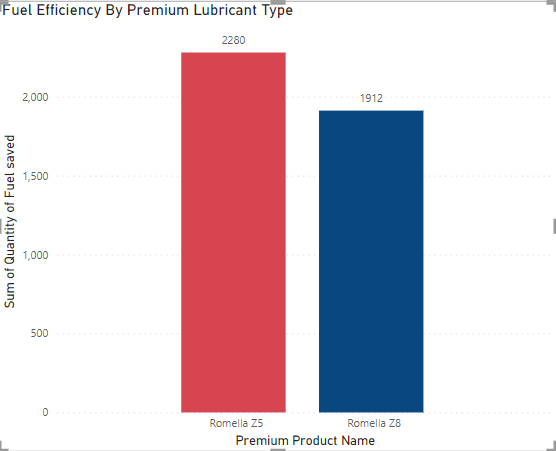 Fuel Efficiency By Premium Lubricant Type
2280
1912
2,000
1,500
1,000
500
0
Sum of Quantity of Fuel saved
Romella Z5
Romella Z8
Premium Product Name